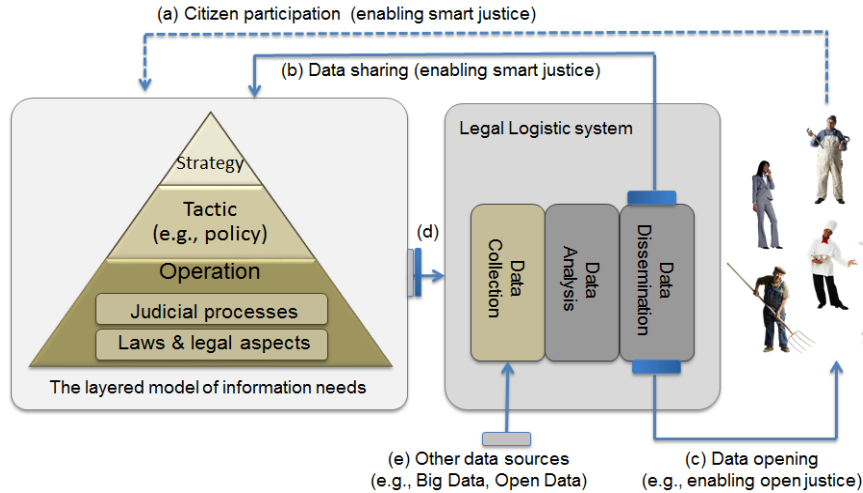 (a) Citizen participation (enabling smart justice)
(b) Data sharing (enabling smart justice)
Strategy
Tactic
(e.g., policy)
Operation
Judicial processes
Laws & legal aspects
The layered model of information needs
(d)
Legal Logistic system
Data
Collection
Data
Analysis
Data
Dissemination
(e) Other data sources
(e.g., Big Data, Open Data)
(c) Data opening
(e.g., enabling open justice)